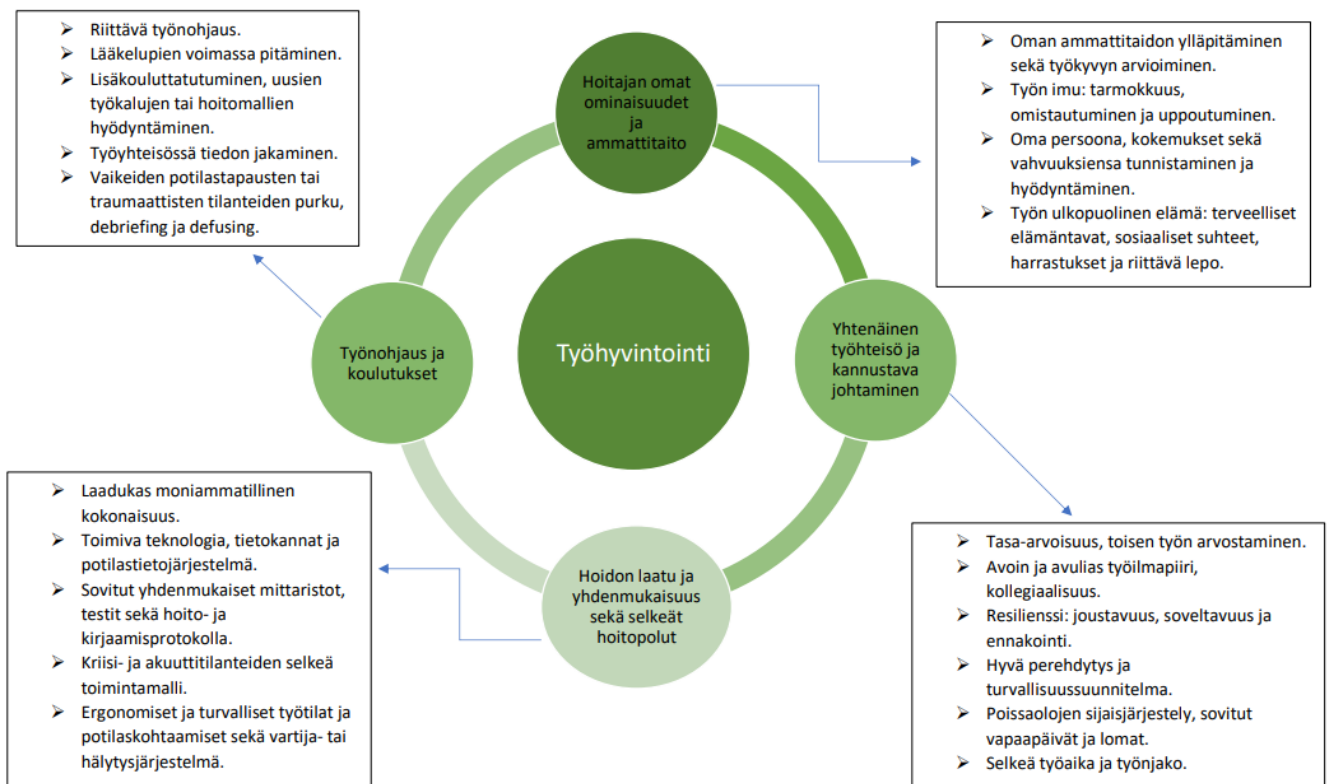 ➢ Riittävä työnohjaus.
➢ Lääkelupien voimassa pitäminen.
➢ Lisäkouluttatutuminen, uusien
työkalujen tai hoitomallien
hyödyntäminen.
➢ Työyhteisössä tiedon jakaminen.
➢ Vaikeiden potilastapausten tai
traumaattisten tilanteiden purku,
debriefing ja defusing.
Hoitajan omat
ominaisuudet
ja
ammattitaito
➢ Oman ammattitaidon ylläpitäminen
sekä työkyvyn arvioiminen.
➢ Työn imu: tarmokkuus,
omistautuminen ja uppoutuminen.
➢ Oma persoona, kokemukset sekä
vahvuuksiensa tunnistaminen ja
hyödyntäminen.
➢ Työn ulkopuolinen elämä: terveelliset
elämäntavat, sosiaaliset suhteet,
harrastukset ja riittävä lepo.
Työnohjaus ja
koulutukset
Työhyvintointi
Yhtenäinen
työhteisö ja
kannustava
johtaminen
➢ Laadukas moniammatillinen
kokonaisuus.
➢ Toimiva teknologia, tietokannat ja
potilastietojärjestelmä.
➢ Sovitut yhdenmukaiset mittaristot,
testit sekä hoito- ja
kirjaamisprotokolla.
➢ Kriisi- ja akuuttitilanteiden selkeä
toimintamalli.
➢ Ergonomiset ja turvalliset työtilat ja
potilaskohtaamiset sekä vartija- tai
hälytysjärjestelmä.
Hoidon laatu ja
yhdenmukaisuus
sekä selkeät
hoitopolut
➢ Tasa-arvoisuus, toisen työn arvostaminen.
➢ Avoin ja avulias työilmapiiri,
kollegiaalisuus.
➢ Resilienssi: joustavuus, soveltavuus ja
ennakointi.
➢ Hyvä perehdytys ja
turvallisuussuunnitelma.
➢ Poissaolojen sijaisjärjestely, sovitut
vapaapäivät ja lomat.
➢ Selkeä työaika ja työnjako.